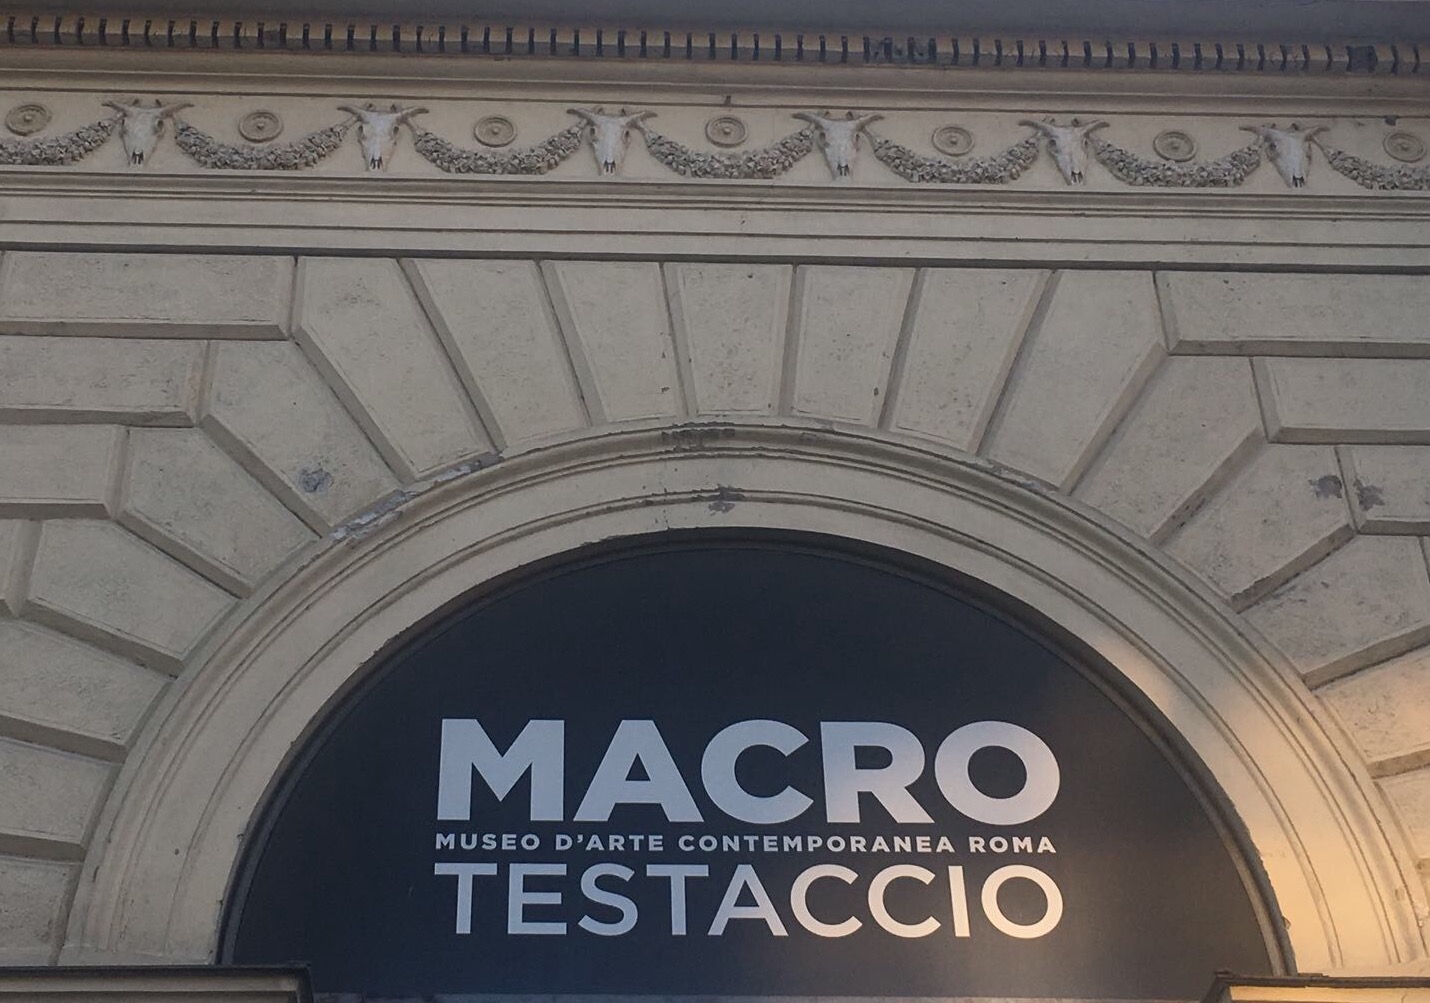 MACRO
MUSEO D'ARTE CONTEMPORANEA ROMA
TESTACCIO